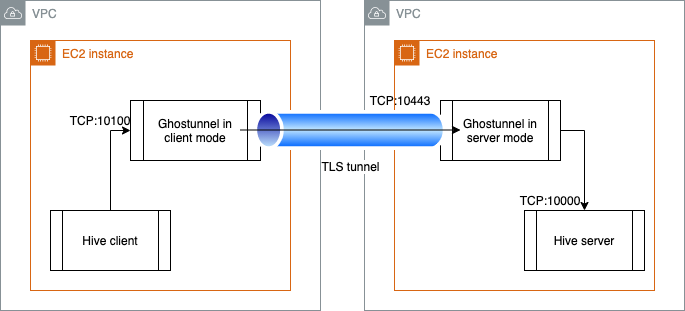 VPC
VPC
EC2 instance
EC2 instance
TCP:10443
TCP:10100
Ghostunnel in
client mode
Ghostunnel in
server mode
TLS tunnel
TCP:10000
Hive client
Hive server